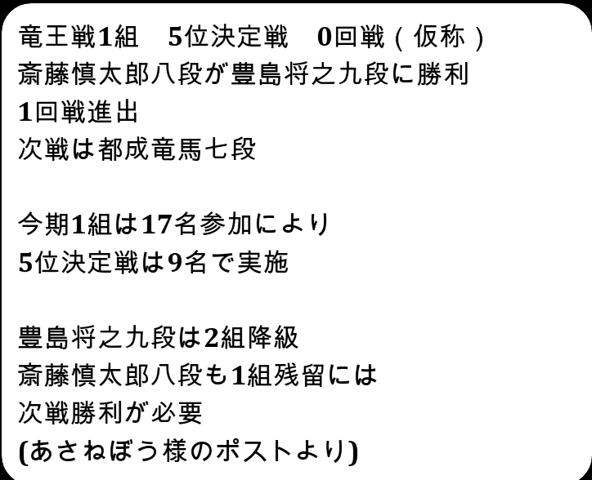 竜王戦1組　5位決定戦　0回戦（仮称）
斎藤慎太郎八段が豊島将之九段に勝利
1回戦進出
次戦は都成竜馬七段
今期1組は17名参加により
5位決定戦は9名で実施
豊島将之九段は2組降級
斎藤慎太郎八段も1組残留には
次戦勝利が必要
(あさねぼう様のポストより)